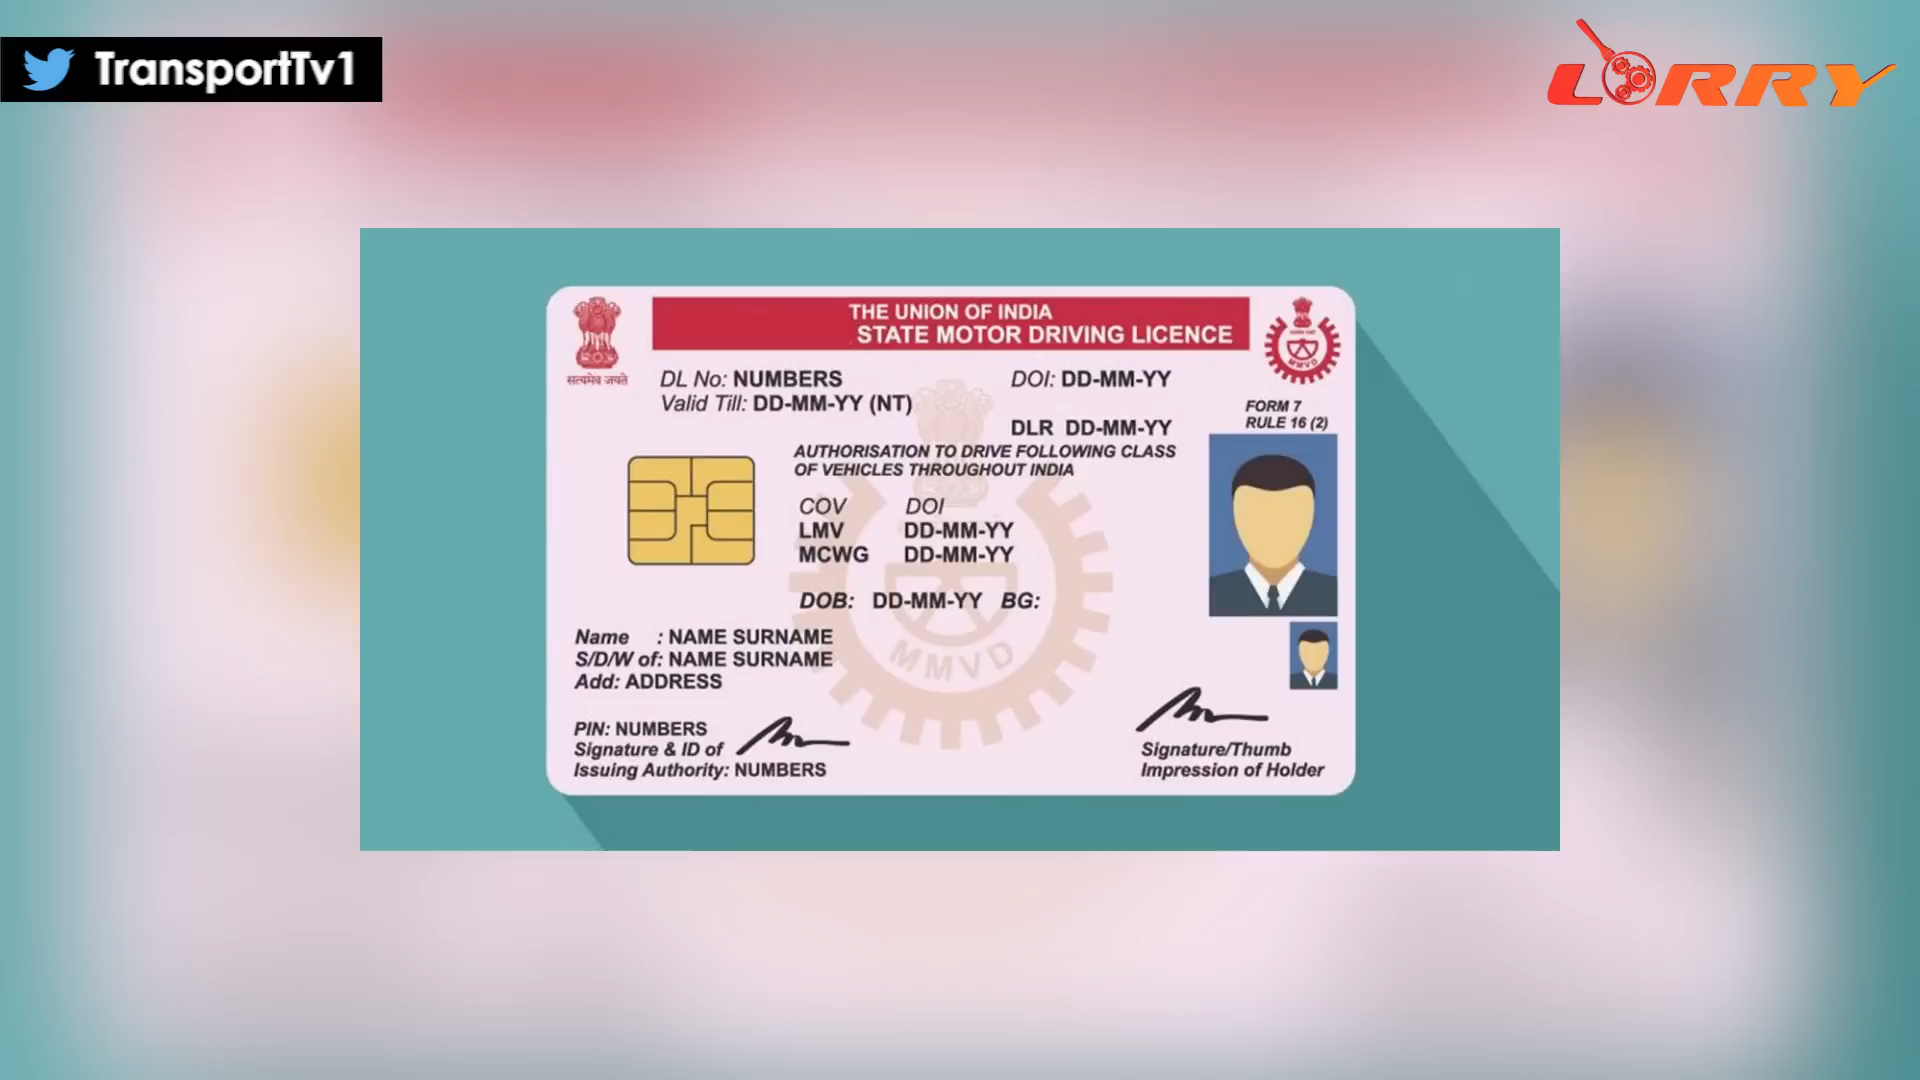 TransportTv1
LORRY
THE UNION OF INDIA
STATE MOTOR DRIVING LICENCE
सत्यमेव जयते
MMVD
DL No: NUMBERS
DOI: DD-MM-YY
Valid Till: DD-MM-YY (NT)
FORM 7
RULE 16 (2)
DLR DD-MM-YY
AUTHORISATION TO DRIVE FOLLOWING CLASS
OF VEHICLES THROUGHOUT INDIA
COV DOI
LMV DD-MM-YY
MCWG DD-MM-YY
DOB: DD-MM-YY BG:
Name : NAME SURNAME
S/D/W of: NAME SURNAME
Add: ADDRESS
MMVD
PIN: NUMBERS
Signature & ID of
Issuing Authority: NUMBERS
Signature/Thumb
Impression of Holder